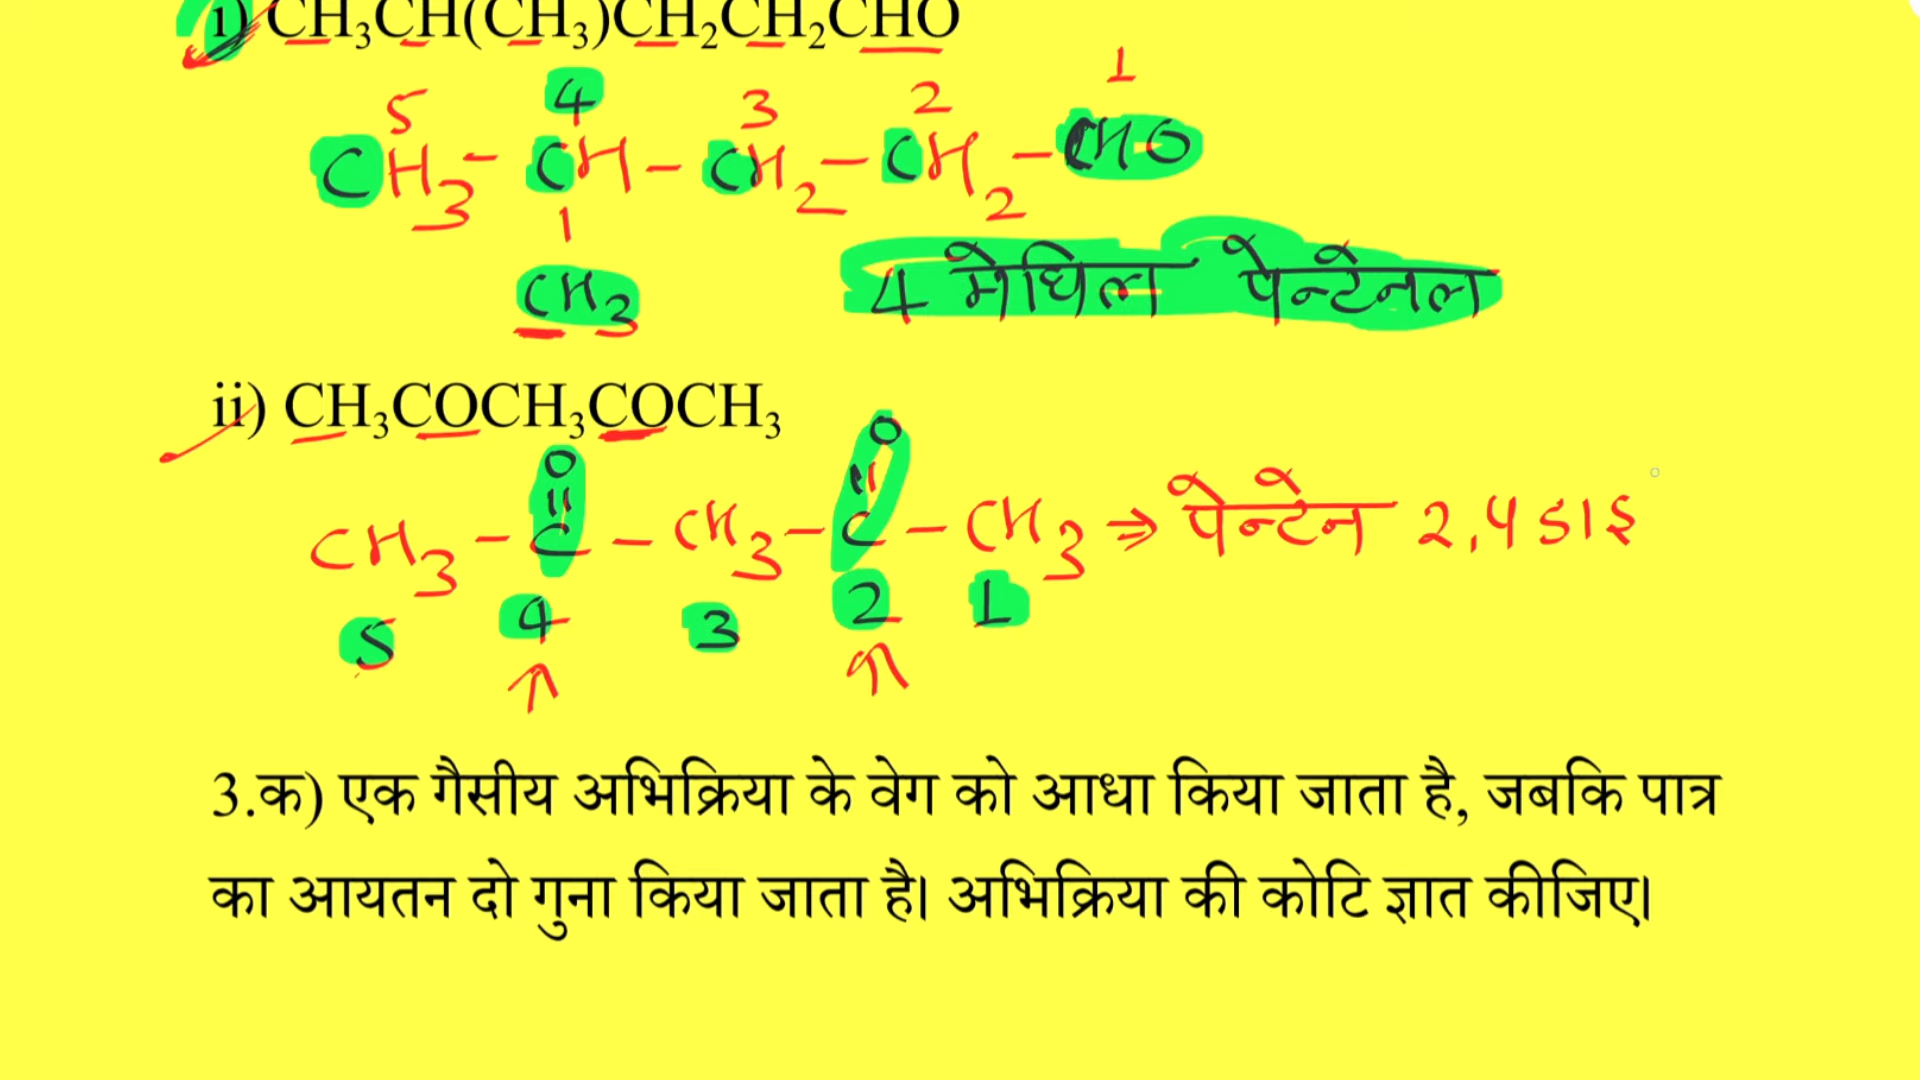 i) CH₃CH(CH₃)CH₂CH₂CHO
5 4 3 2 1
CH₃ - CH - CH₂ - CH₂ - CHO
CH₃ 4 मेथिल पेन्टेनल
ii) CH₃COCH₃COCH₃
O O
CH₃ - C - CH₃ - C - CH₃ ⇒ पेन्टेन 2,4 डाइ
5 4 3 2 1
3.क) एक गैसीय अभिक्रिया के वेग को आधा किया जाता है, जबकि पात्र
का आयतन दो गुना किया जाता है। अभिक्रिया की कोटि ज्ञात कीजिए।